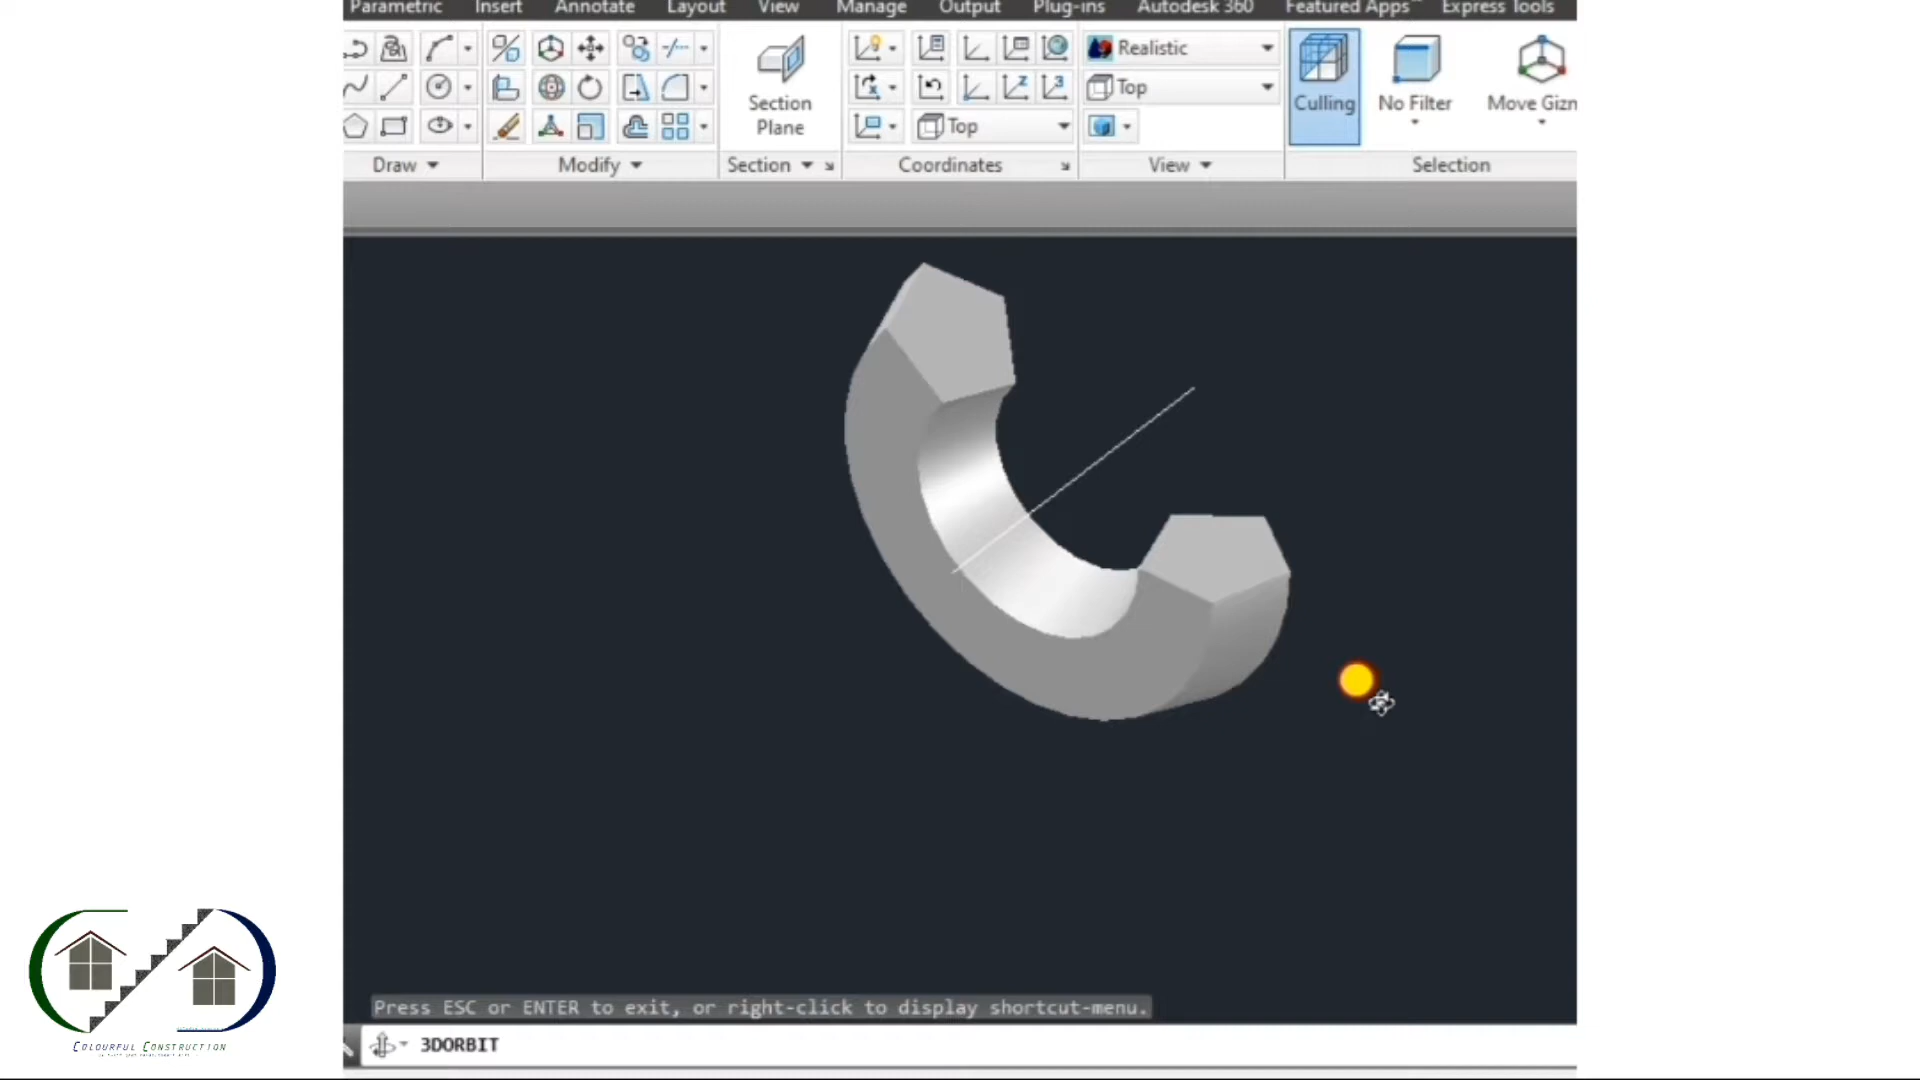 Parametric Insert Annotate Layout View Manage Output Plug-ins Autodesk 360 Featured Apps Express Tools
Realistic
Top
Top
Section
Plane
Culling
No Filter
Move Gizn
Draw
Modify
Section
Coordinates
View
Selection
Press ESC or ENTER to exit, or right-click to display shortcut-menu.
3DORBIT
COLOURFUL CONSTRUCTION